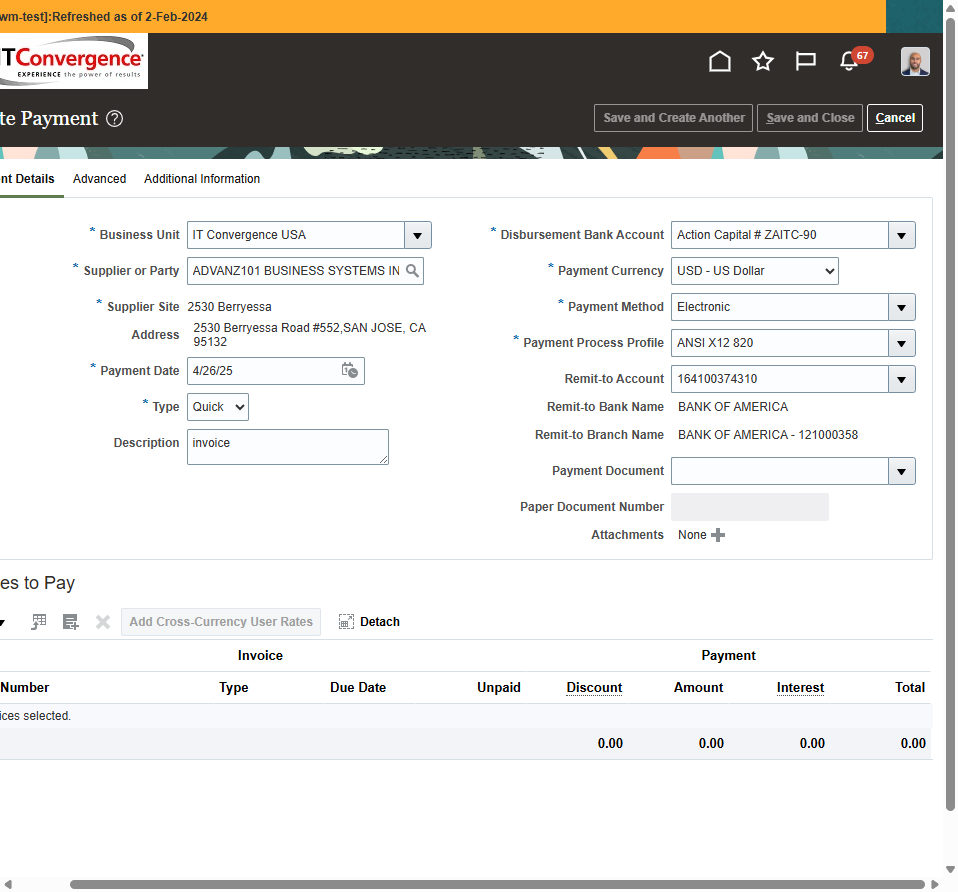 wm-test]:Refreshed as of 2-Feb-2024
ITConvergence
EXPERIENCE the power of results
67
te Payment ?
Save and Create Another
Save and Close
Cancel
nt Details
Advanced
Additional Information
* Business Unit IT Convergence USA
* Supplier or Party ADVANZ101 BUSINESS SYSTEMS IN
* Supplier Site 2530 Berryessa
Address 2530 Berryessa Road #552,SAN JOSE, CA
95132
* Payment Date 4/26/25
* Type Quick
Description invoice
* Disbursement Bank Account Action Capital # ZAITC-90
* Payment Currency USD - US Dollar
* Payment Method Electronic
* Payment Process Profile ANSI X12 820
Remit-to Account 164100374310
Remit-to Bank Name BANK OF AMERICA
Remit-to Branch Name BANK OF AMERICA - 121000358
Payment Document
Paper Document Number
Attachments None
es to Pay
Add Cross-Currency User Rates
Detach
Invoice Payment
Number Type Due Date Unpaid Discount Amount Interest Total
ices selected.
0.00 0.00 0.00 0.00